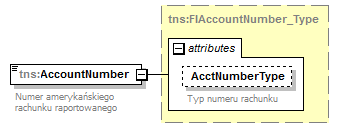 tns:FIAccountNumber_Type
attributes
tns:AccountNumber
AcctNumberType
Numer amerykańskiego
rachunku raportowanego
Typ numeru rachunku